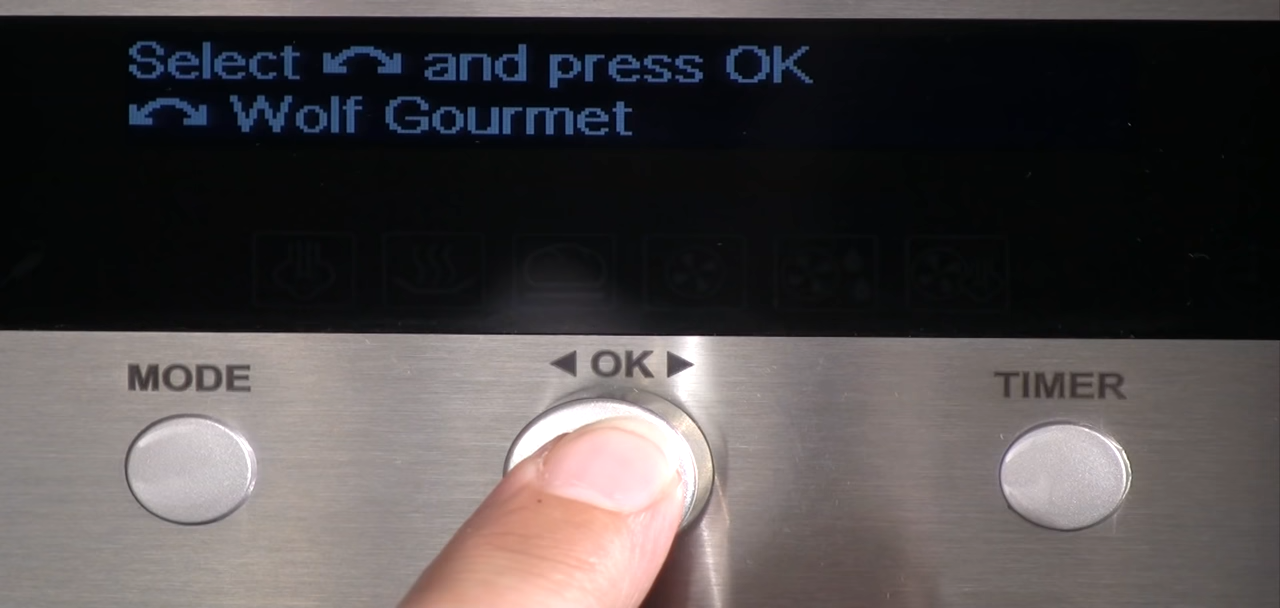 Select ↶↷ and press OK
↶↷ Wolf Gourmet
MODE
◀ OK ▶
TIMER